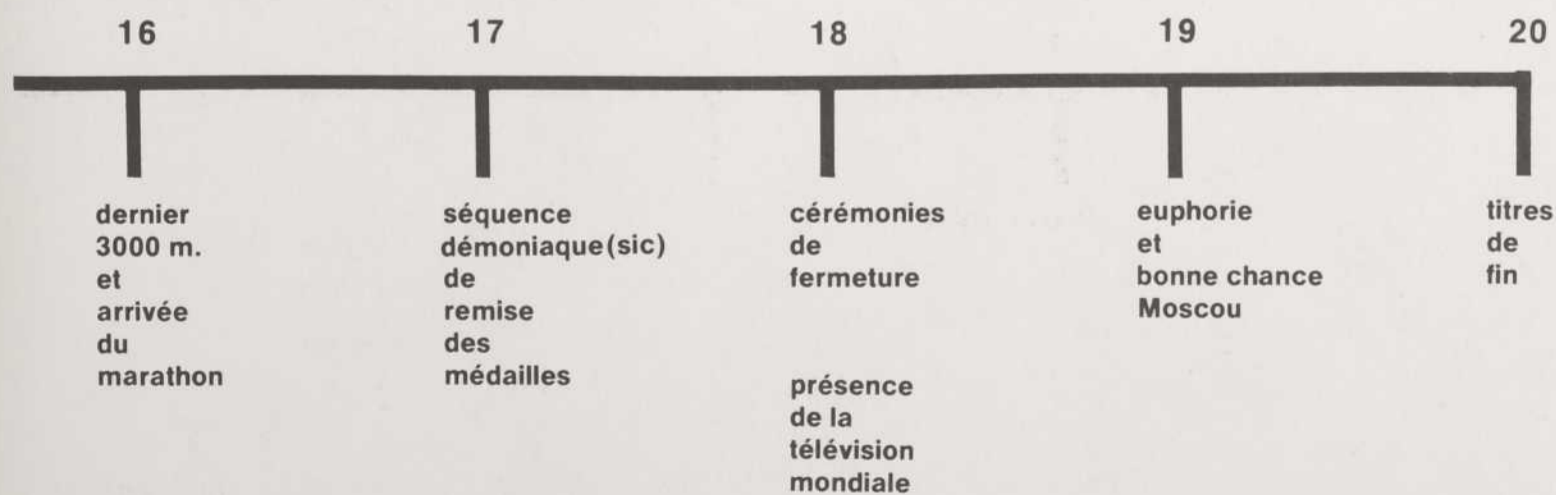 16
17
18
19
20
dernier
3000 m.
et
arrivée
du
marathon
séquence
démoniaque(sic)
de
remise
des
médailles
cérémonies
de
fermeture
présence
de la
télévision
mondiale
euphorie
et
bonne chance
Moscou
titres
de
fin